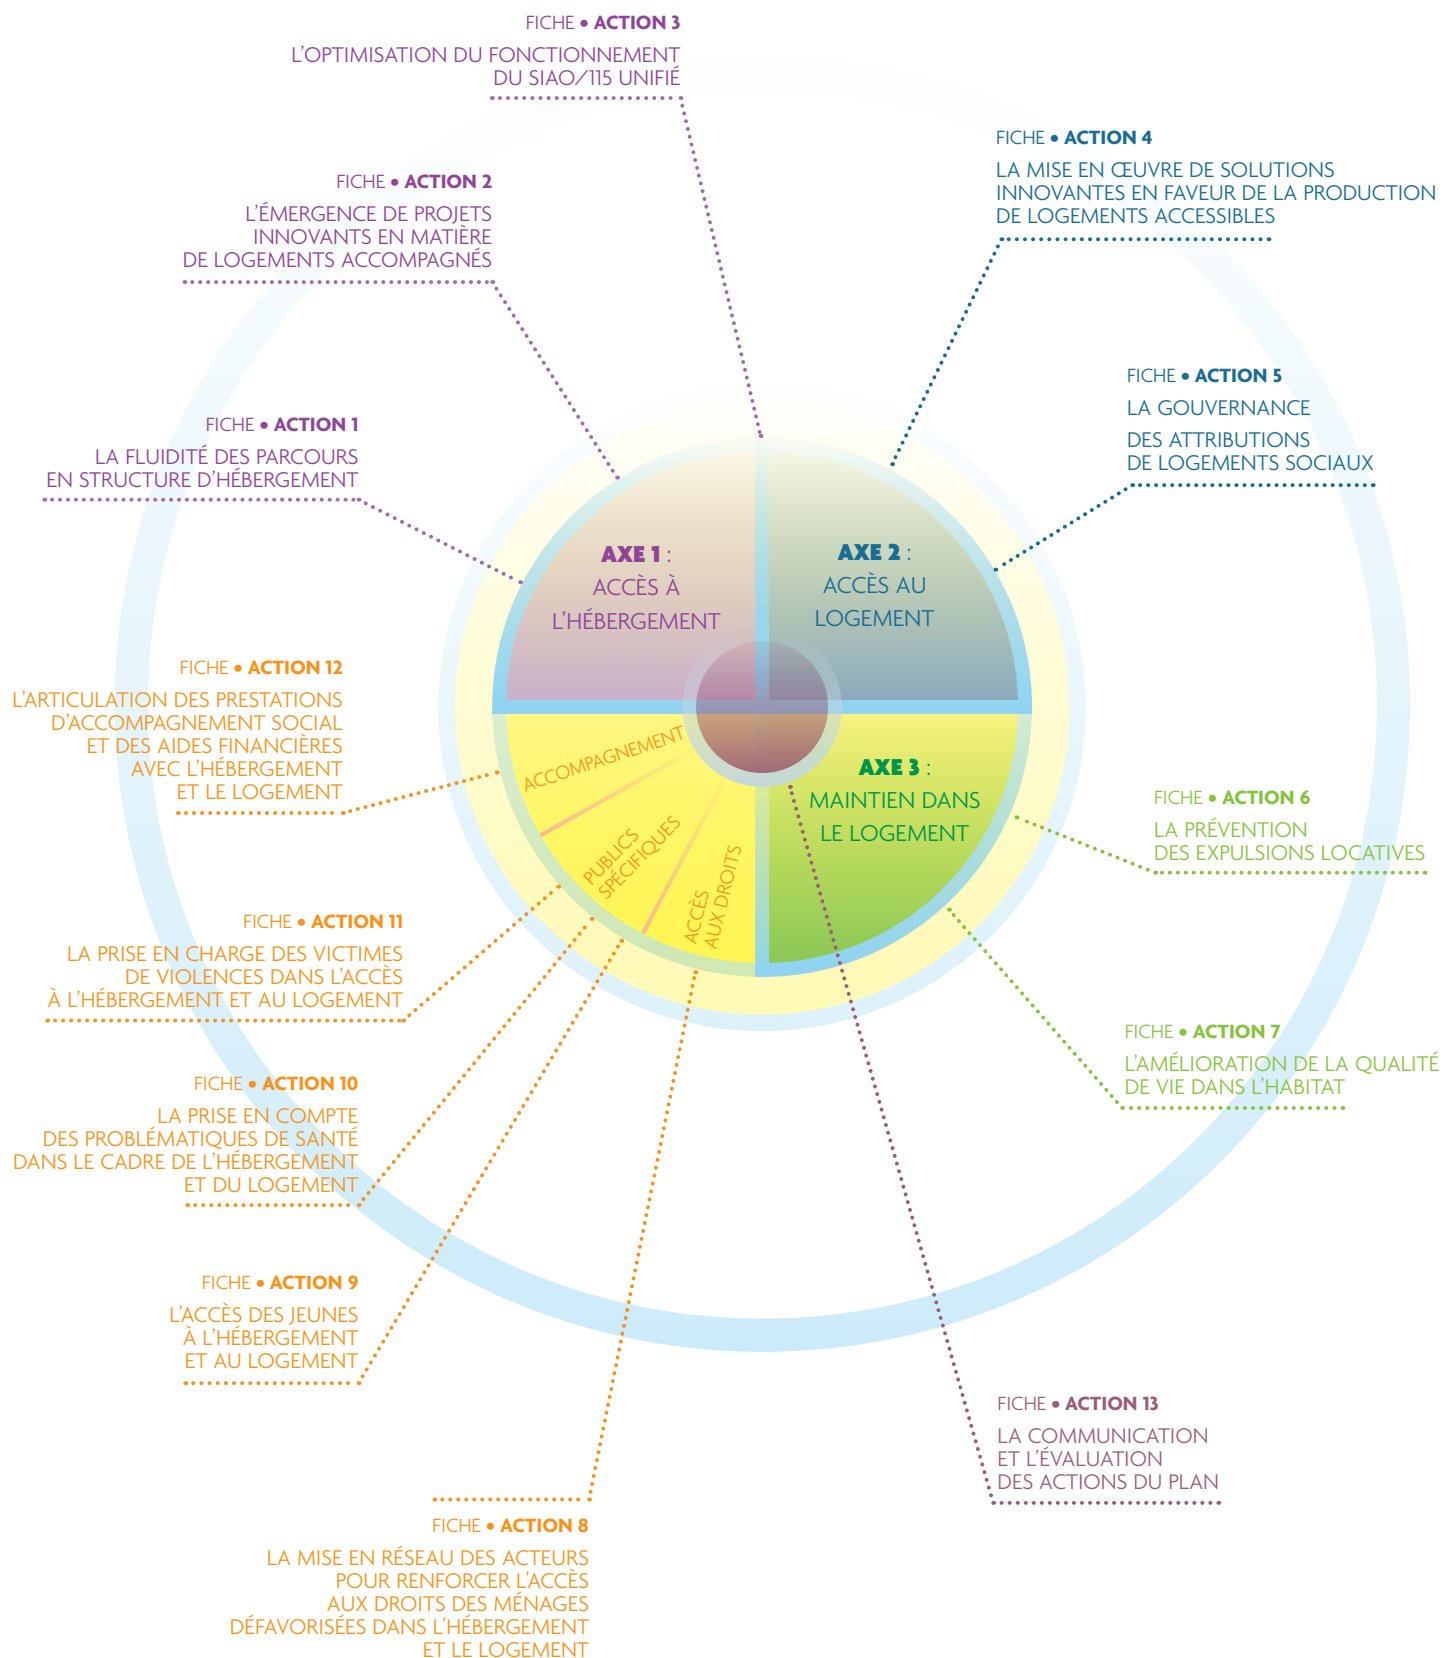 FICHE • ACTION 3
L'OPTIMISATION DU FONCTIONNEMENT
DU SIAO/115 UNIFIÉ
FICHE • ACTION 4
LA MISE EN ŒUVRE DE SOLUTIONS
INNOVANTES EN FAVEUR DE LA PRODUCTION
DE LOGEMENTS ACCESSIBLES
FICHE • ACTION 2
L'ÉMERGENCE DE PROJETS
INNOVANTS EN MATIÈRE
DE LOGEMENTS ACCOMPAGNÉS
FICHE • ACTION 5
LA GOUVERNANCE
DES ATTRIBUTIONS
DE LOGEMENTS SOCIAUX
FICHE • ACTION 1
LA FLUIDITÉ DES PARCOURS
EN STRUCTURE D'HÉBERGEMENT
AXE 1 :
ACCÈS À
L'HÉBERGEMENT
AXE 2 :
ACCÈS AU
LOGEMENT
FICHE • ACTION 12
L'ARTICULATION DES PRESTATIONS
D'ACCOMPAGNEMENT SOCIAL
ET DES AIDES FINANCIÈRES
AVEC L'HÉBERGEMENT
ET LE LOGEMENT
ACCOMPAGNEMENT
PUBLICS
SPÉCIFIQUES
ACCÈS
AUX DROITS
AXE 3 :
MAINTIEN DANS
LE LOGEMENT
FICHE • ACTION 6
LA PRÉVENTION
DES EXPULSIONS LOCATIVES
FICHE • ACTION 11
LA PRISE EN CHARGE DES VICTIMES
DE VIOLENCES DANS L'ACCÈS
À L'HÉBERGEMENT ET AU LOGEMENT
FICHE • ACTION 7
L'AMÉLIORATION DE LA QUALITÉ
DE VIE DANS L'HABITAT
FICHE • ACTION 10
LA PRISE EN COMPTE
DES PROBLÉMATIQUES DE SANTÉ
DANS LE CADRE DE L'HÉBERGEMENT
ET DU LOGEMENT
FICHE • ACTION 9
L'ACCÈS DES JEUNES
À L'HÉBERGEMENT
ET AU LOGEMENT
FICHE • ACTION 13
LA COMMUNICATION
ET L'ÉVALUATION
DES ACTIONS DU PLAN
FICHE • ACTION 8
LA MISE EN RÉSEAU DES ACTEURS
POUR RENFORCER L'ACCÈS
AUX DROITS DES MÉNAGES
DÉFAVORISÉES DANS L'HÉBERGEMENT
ET LE LOGEMENT